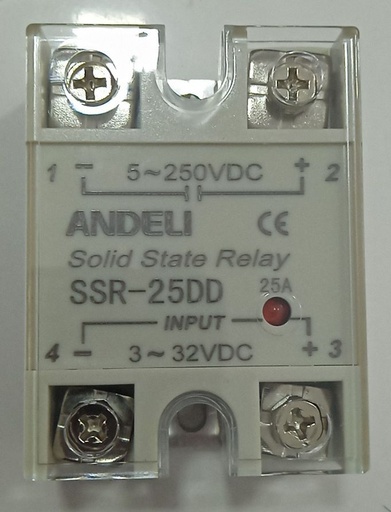 1 − 5~250VDC + 2
ANDELI CE
Solid State Relay
SSR-25DD 25A
INPUT
4 − 3~32VDC + 3